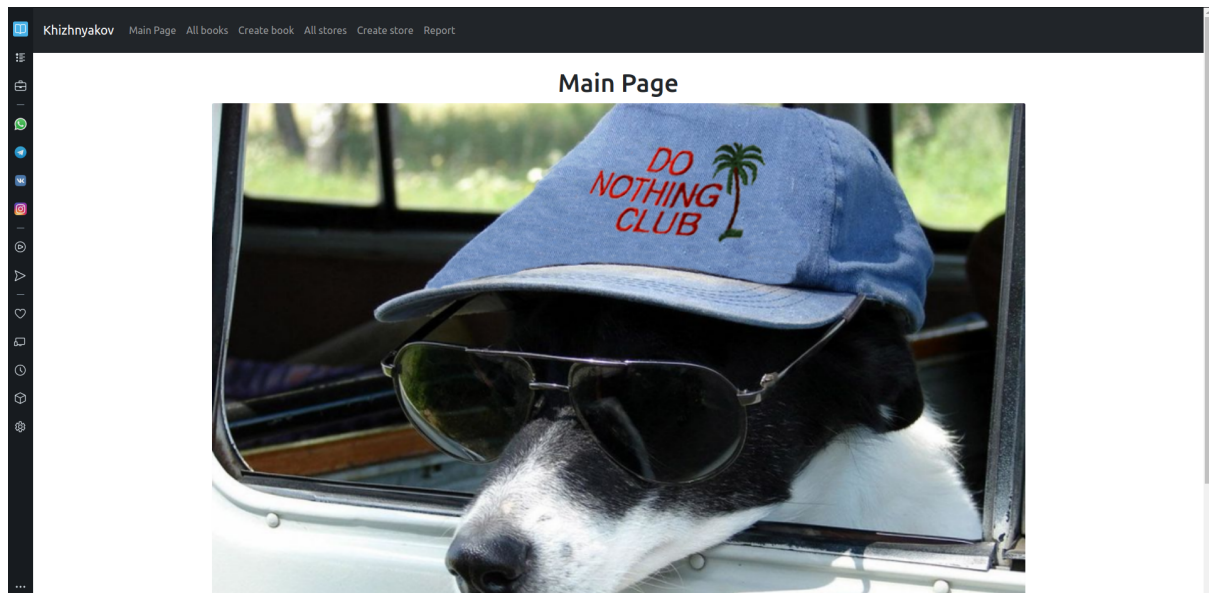 Khizhnyakov Main Page All books Create book All stores Create store Report
Main Page
DO
NOTHING
CLUB